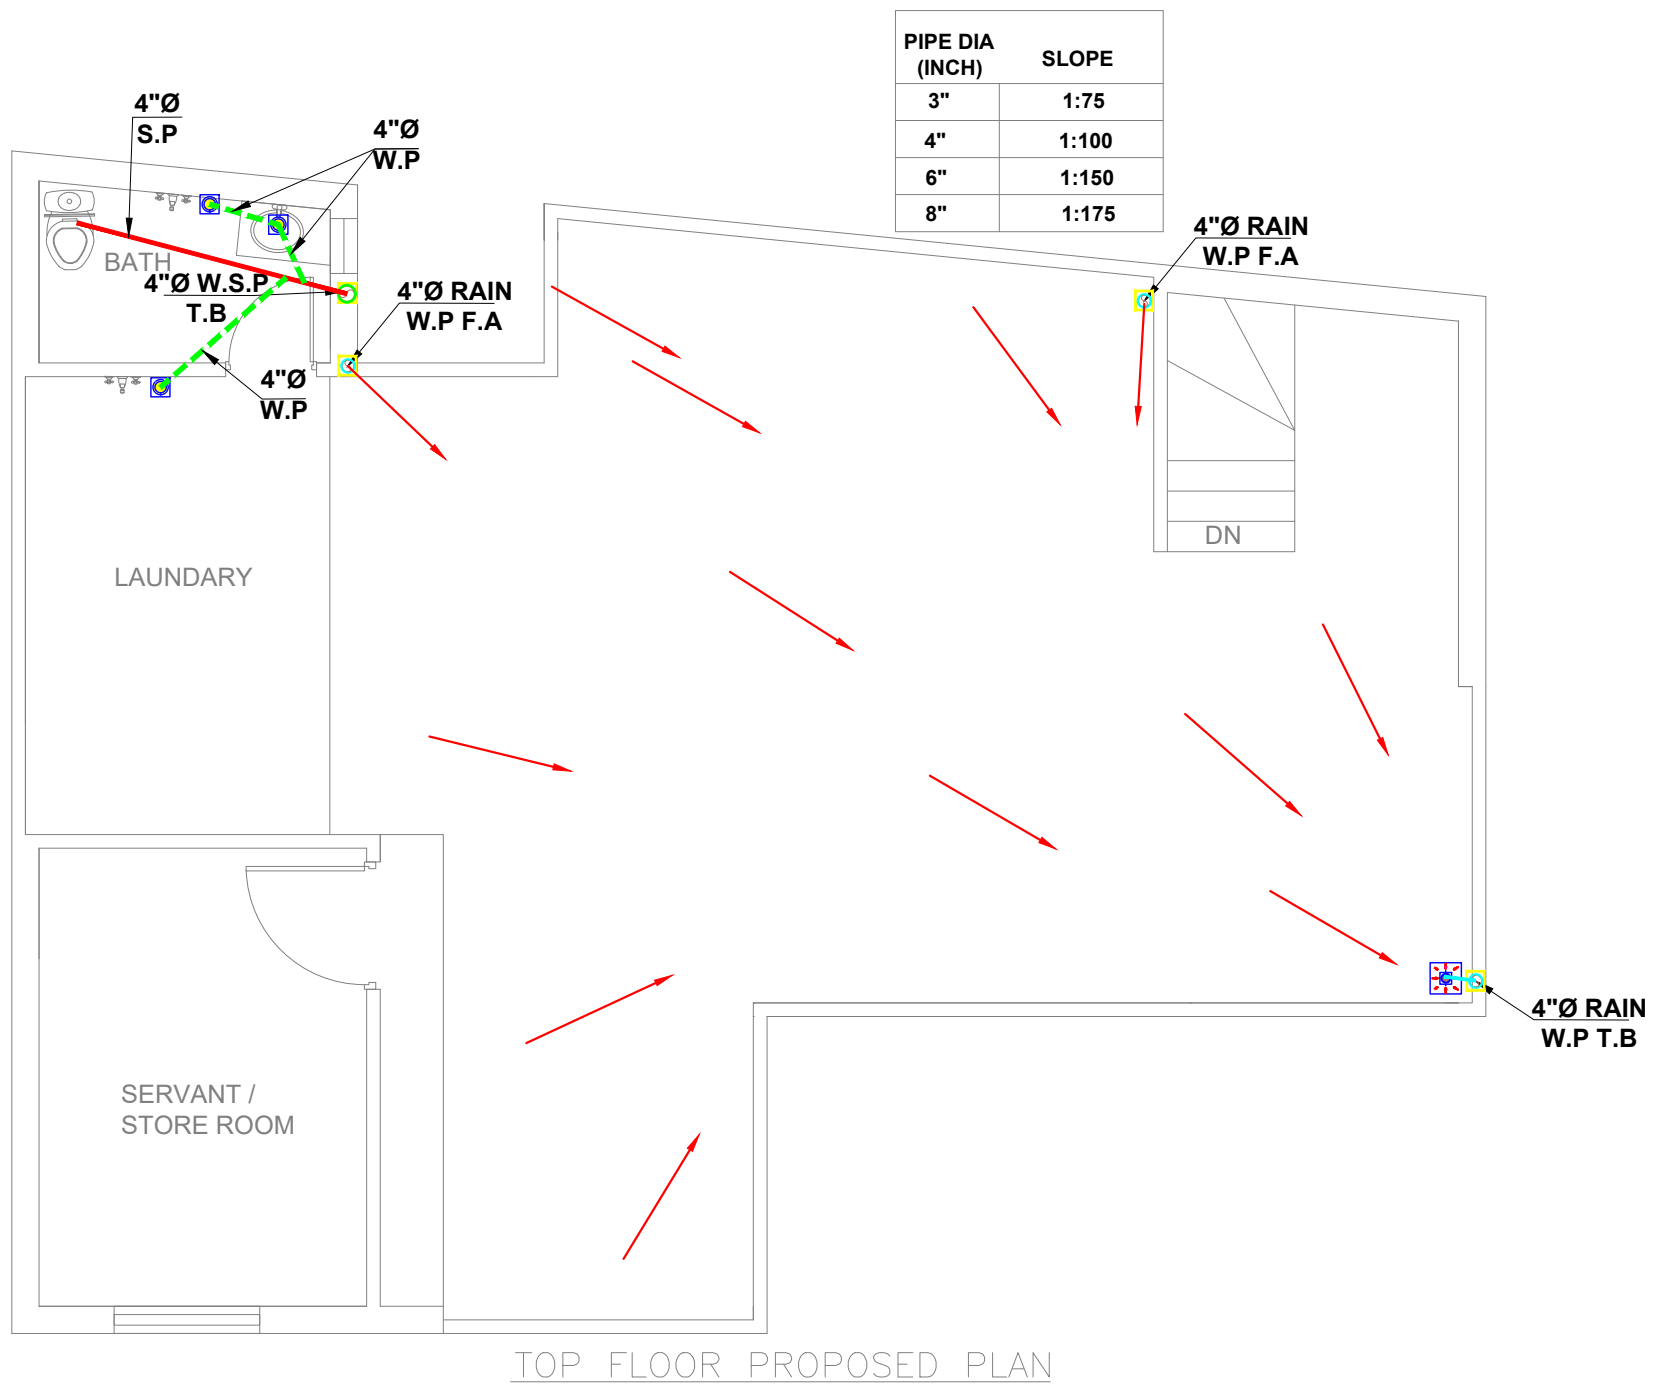 PIPE DIA
(INCH)
SLOPE
3" 1:75
4" 1:100
6" 1:150
8" 1:175
4"Ø
S.P
4"Ø
W.P
BATH
4"Ø W.S.P
T.B
4"Ø RAIN
W.P F.A
4"Ø RAIN
W.P F.A
4"Ø
W.P
DN
LAUNDARY
4"Ø RAIN
W.P T.B
SERVANT /
STORE ROOM
TOP FLOOR PROPOSED PLAN